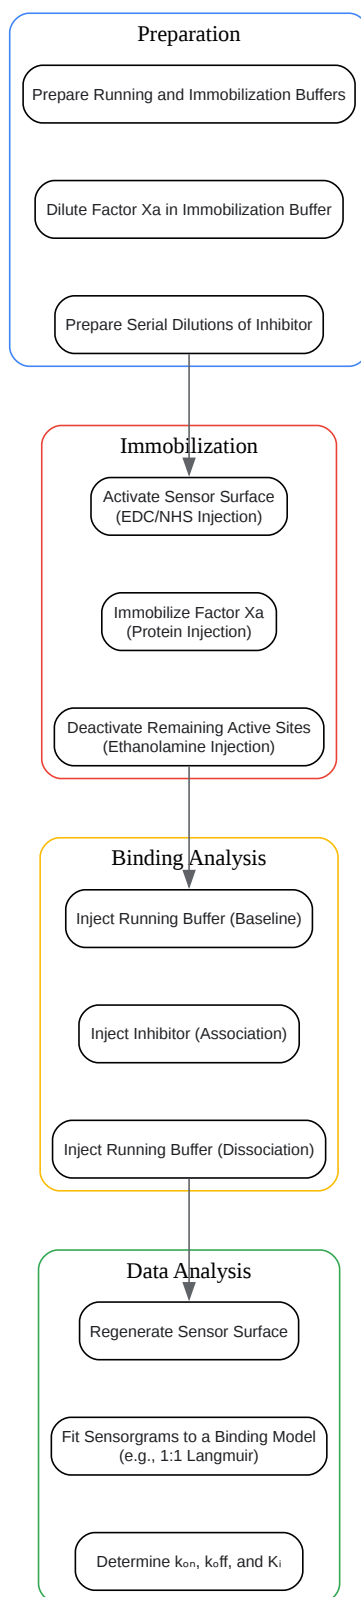 Preparation
Prepare Running and Immobilization Buffers
Dilute Factor Xa in Immobilization Buffer
Prepare Serial Dilutions of Inhibitor
Immobilization
Activate Sensor Surface
(EDC/NHS Injection)
Immobilize Factor Xa
(Protein Injection)
Deactivate Remaining Active Sites
(Ethanolamine Injection)
Binding Analysis
Inject Running Buffer (Baseline)
Inject Inhibitor (Association)
Inject Running Buffer (Dissociation)
Data Analysis
Regenerate Sensor Surface
Fit Sensorgrams to a Binding Model
(e.g., 1:1 Langmuir)
Determine kₒₙ, kₒff, and Kᵢ